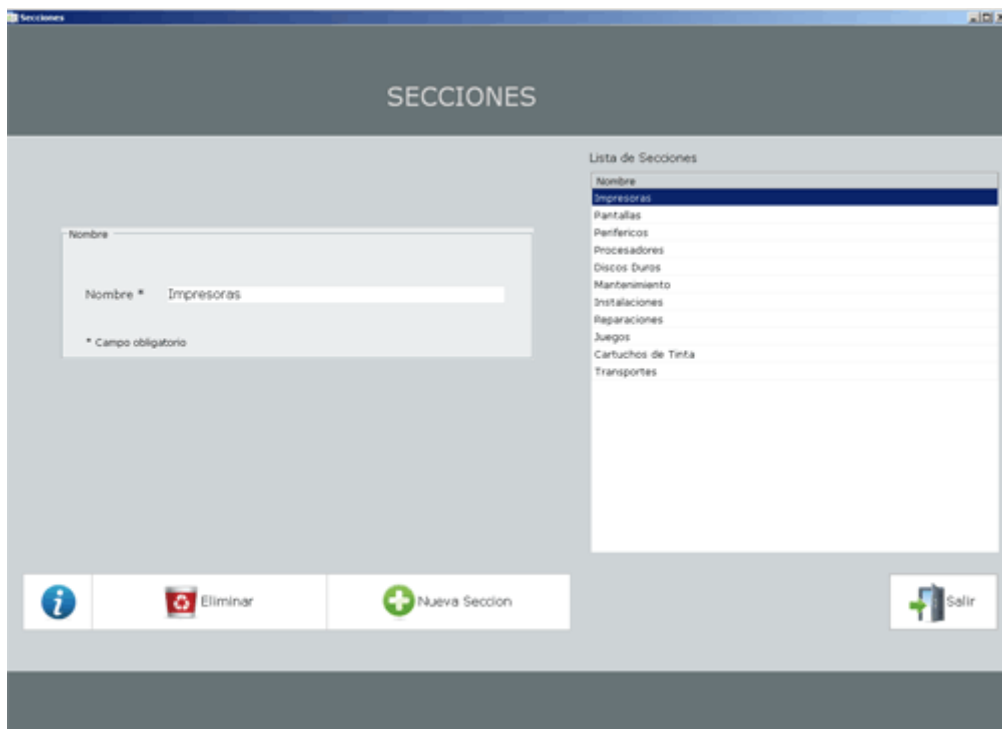 Secciones
SECCIONES
Nombre
Nombre * Impresoras
* Campo obligatorio
Lista de Secciones
Nombre
Impresoras
Pantallas
Perifericos
Procesadores
Discos Duros
Mantenimiento
Instalaciones
Reparaciones
Juegos
Cartuchos de Tinta
Transportes
i Eliminar Nueva Seccion Salir